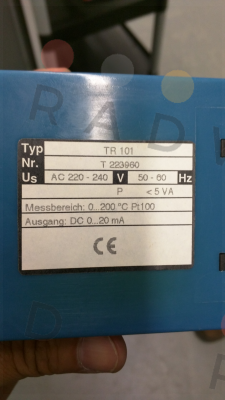 RADW
Typ TR 101
Nr. T 223960
Us AC 220 - 240 V 50 - 60 Hz
P < 5 VA
Messbereich: 0...200 °C Pt100
Ausgang: DC 0...20 mA
CE